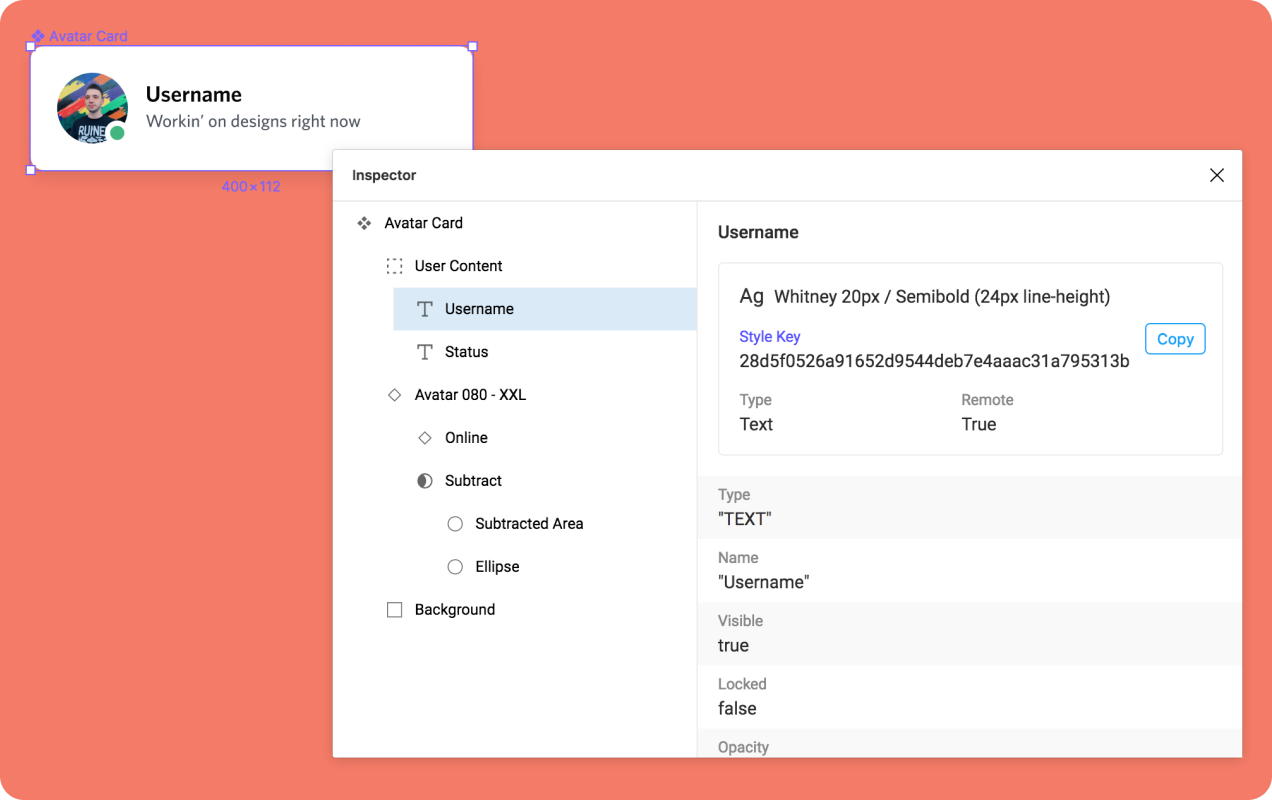 Avatar Card
Username
Workin’ on designs right now
RUINE
400×112
Inspector
Avatar Card
User Content
Username
Status
Avatar 080 - XXL
Online
Subtract
Subtracted Area
Ellipse
Background
Username
Ag Whitney 20px / Semibold (24px line-height)
Style Key
28d5f0526a91652d9544deb7e4aaac31a795313b
Copy
Type Remote
Text True
Type
"TEXT"
Name
"Username"
Visible
true
Locked
false
Opacity